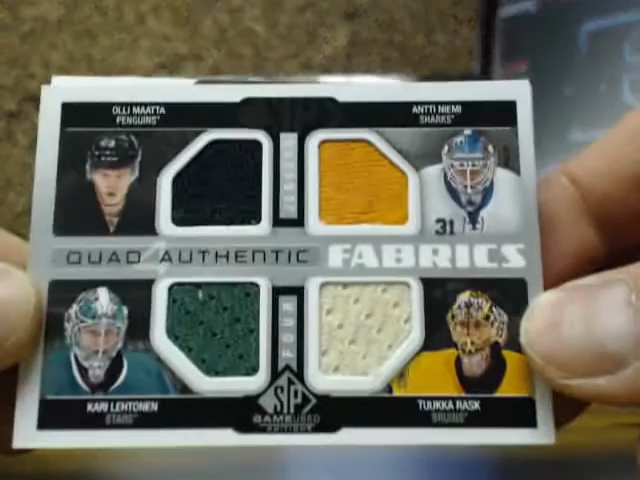 OLLI MAATTA
PENGUINS
ANTTI NIEMI
SHARKS
31
QUAD AUTHENTIC FABRICS
KARI LEHTONEN
STARS
FOUR
TUUKKA RASK
BRUINS
SP
GAME USED
EDITION